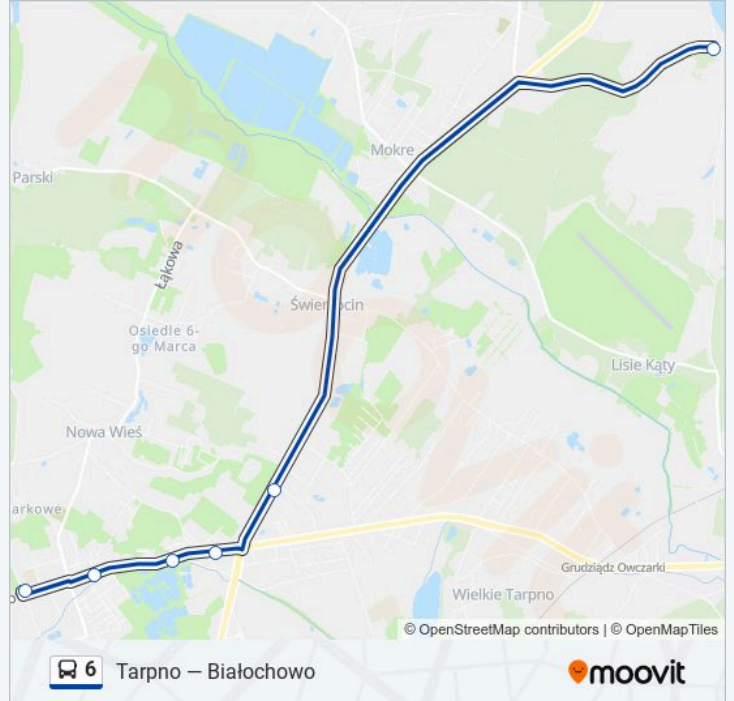 Mokre
Parski
Łąkowa
Osiedle 6-
go Marca
Lisie Kąty
Nowa Wieś
arkowe
Grudziądz Owczarki
Wielkie Tarpno
© OpenStreetMap contributors | © OpenMapTiles
6 Tarpno — Białochowo
moovit